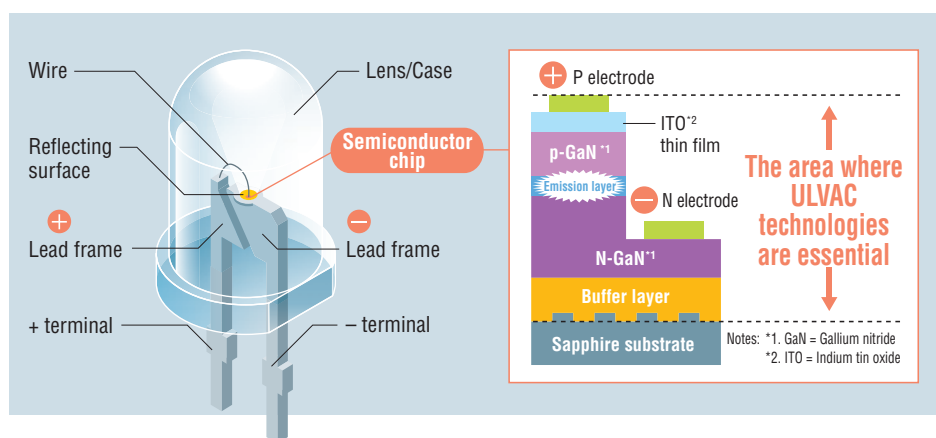 Wire
Lens/Case
Reflecting
surface
Semiconductor
chip
+
Lead frame
−
Lead frame
+ terminal
− terminal
+ P electrode
ITO*2
thin film
p-GaN*1
Emission layer
− N electrode
N-GaN*1
Buffer layer
Sapphire substrate
The area where
ULVAC
technologies
are essential
Notes: *1. GaN = Gallium nitride
*2. ITO = Indium tin oxide